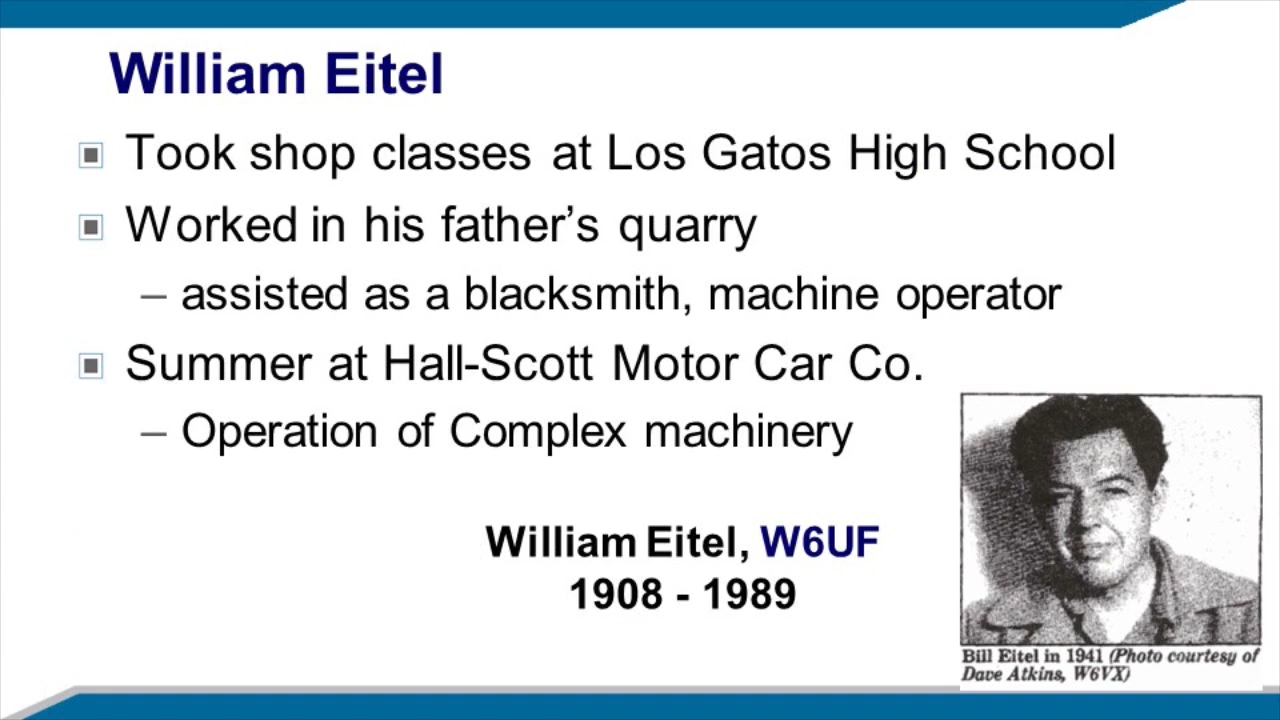 William Eitel
Took shop classes at Los Gatos High School
Worked in his father’s quarry
– assisted as a blacksmith, machine operator
Summer at Hall-Scott Motor Car Co.
– Operation of Complex machinery
William Eitel, W6UF
1908 - 1989
Bill Eitel in 1941 (Photo courtesy of
Dave Atkins, W6VX)